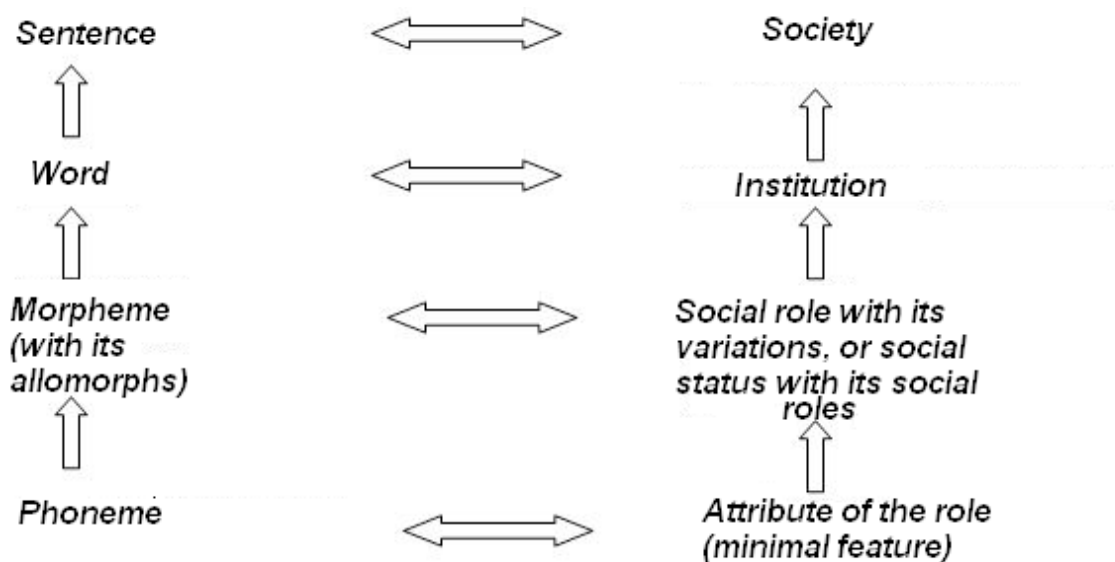 Sentence
Society
Word
Institution
Morpheme
(with its
allomorphs)
Social role with its
variations, or social
status with its social
roles
Phoneme
Attribute of the role
(minimal feature)